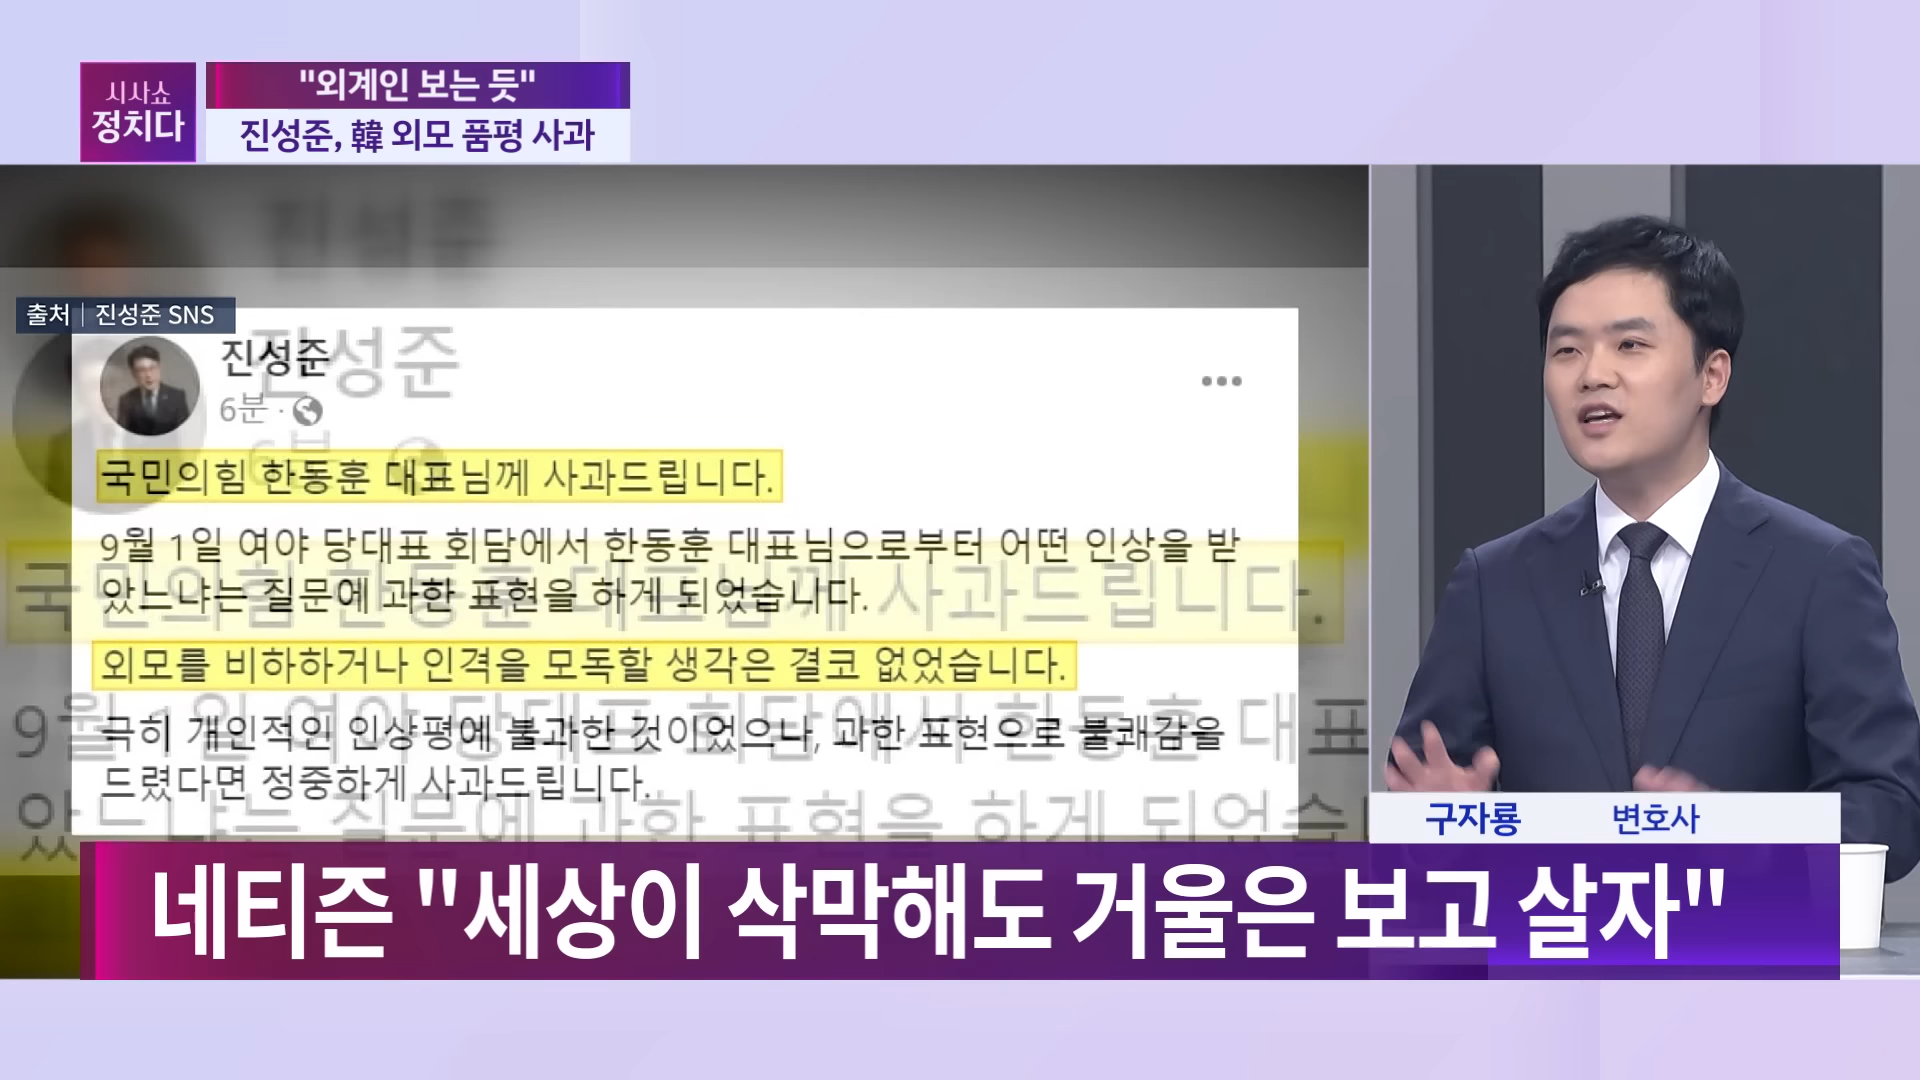 시사쇼
정치다
"외계인 보는 듯"
진성준, 韓 외모 품평 사과
출처 | 진성준 SNS
진성준
6분 ·
국민의힘 한동훈 대표님께 사과드립니다.
9월 1일 여야 당대표 회담에서 한동훈 대표님으로부터 어떤 인상을 받
았느냐는 질문에 과한 표현을 하게 되었습니다.
외모를 비하하거나 인격을 모독할 생각은 결코 없었습니다.
극히 개인적인 인상평에 불과한 것이었으나, 과한 표현으로 불쾌감을
드렸다면 정중하게 사과드립니다.
구자룡 변호사
네티즌 "세상이 삭막해도 거울은 보고 살자"